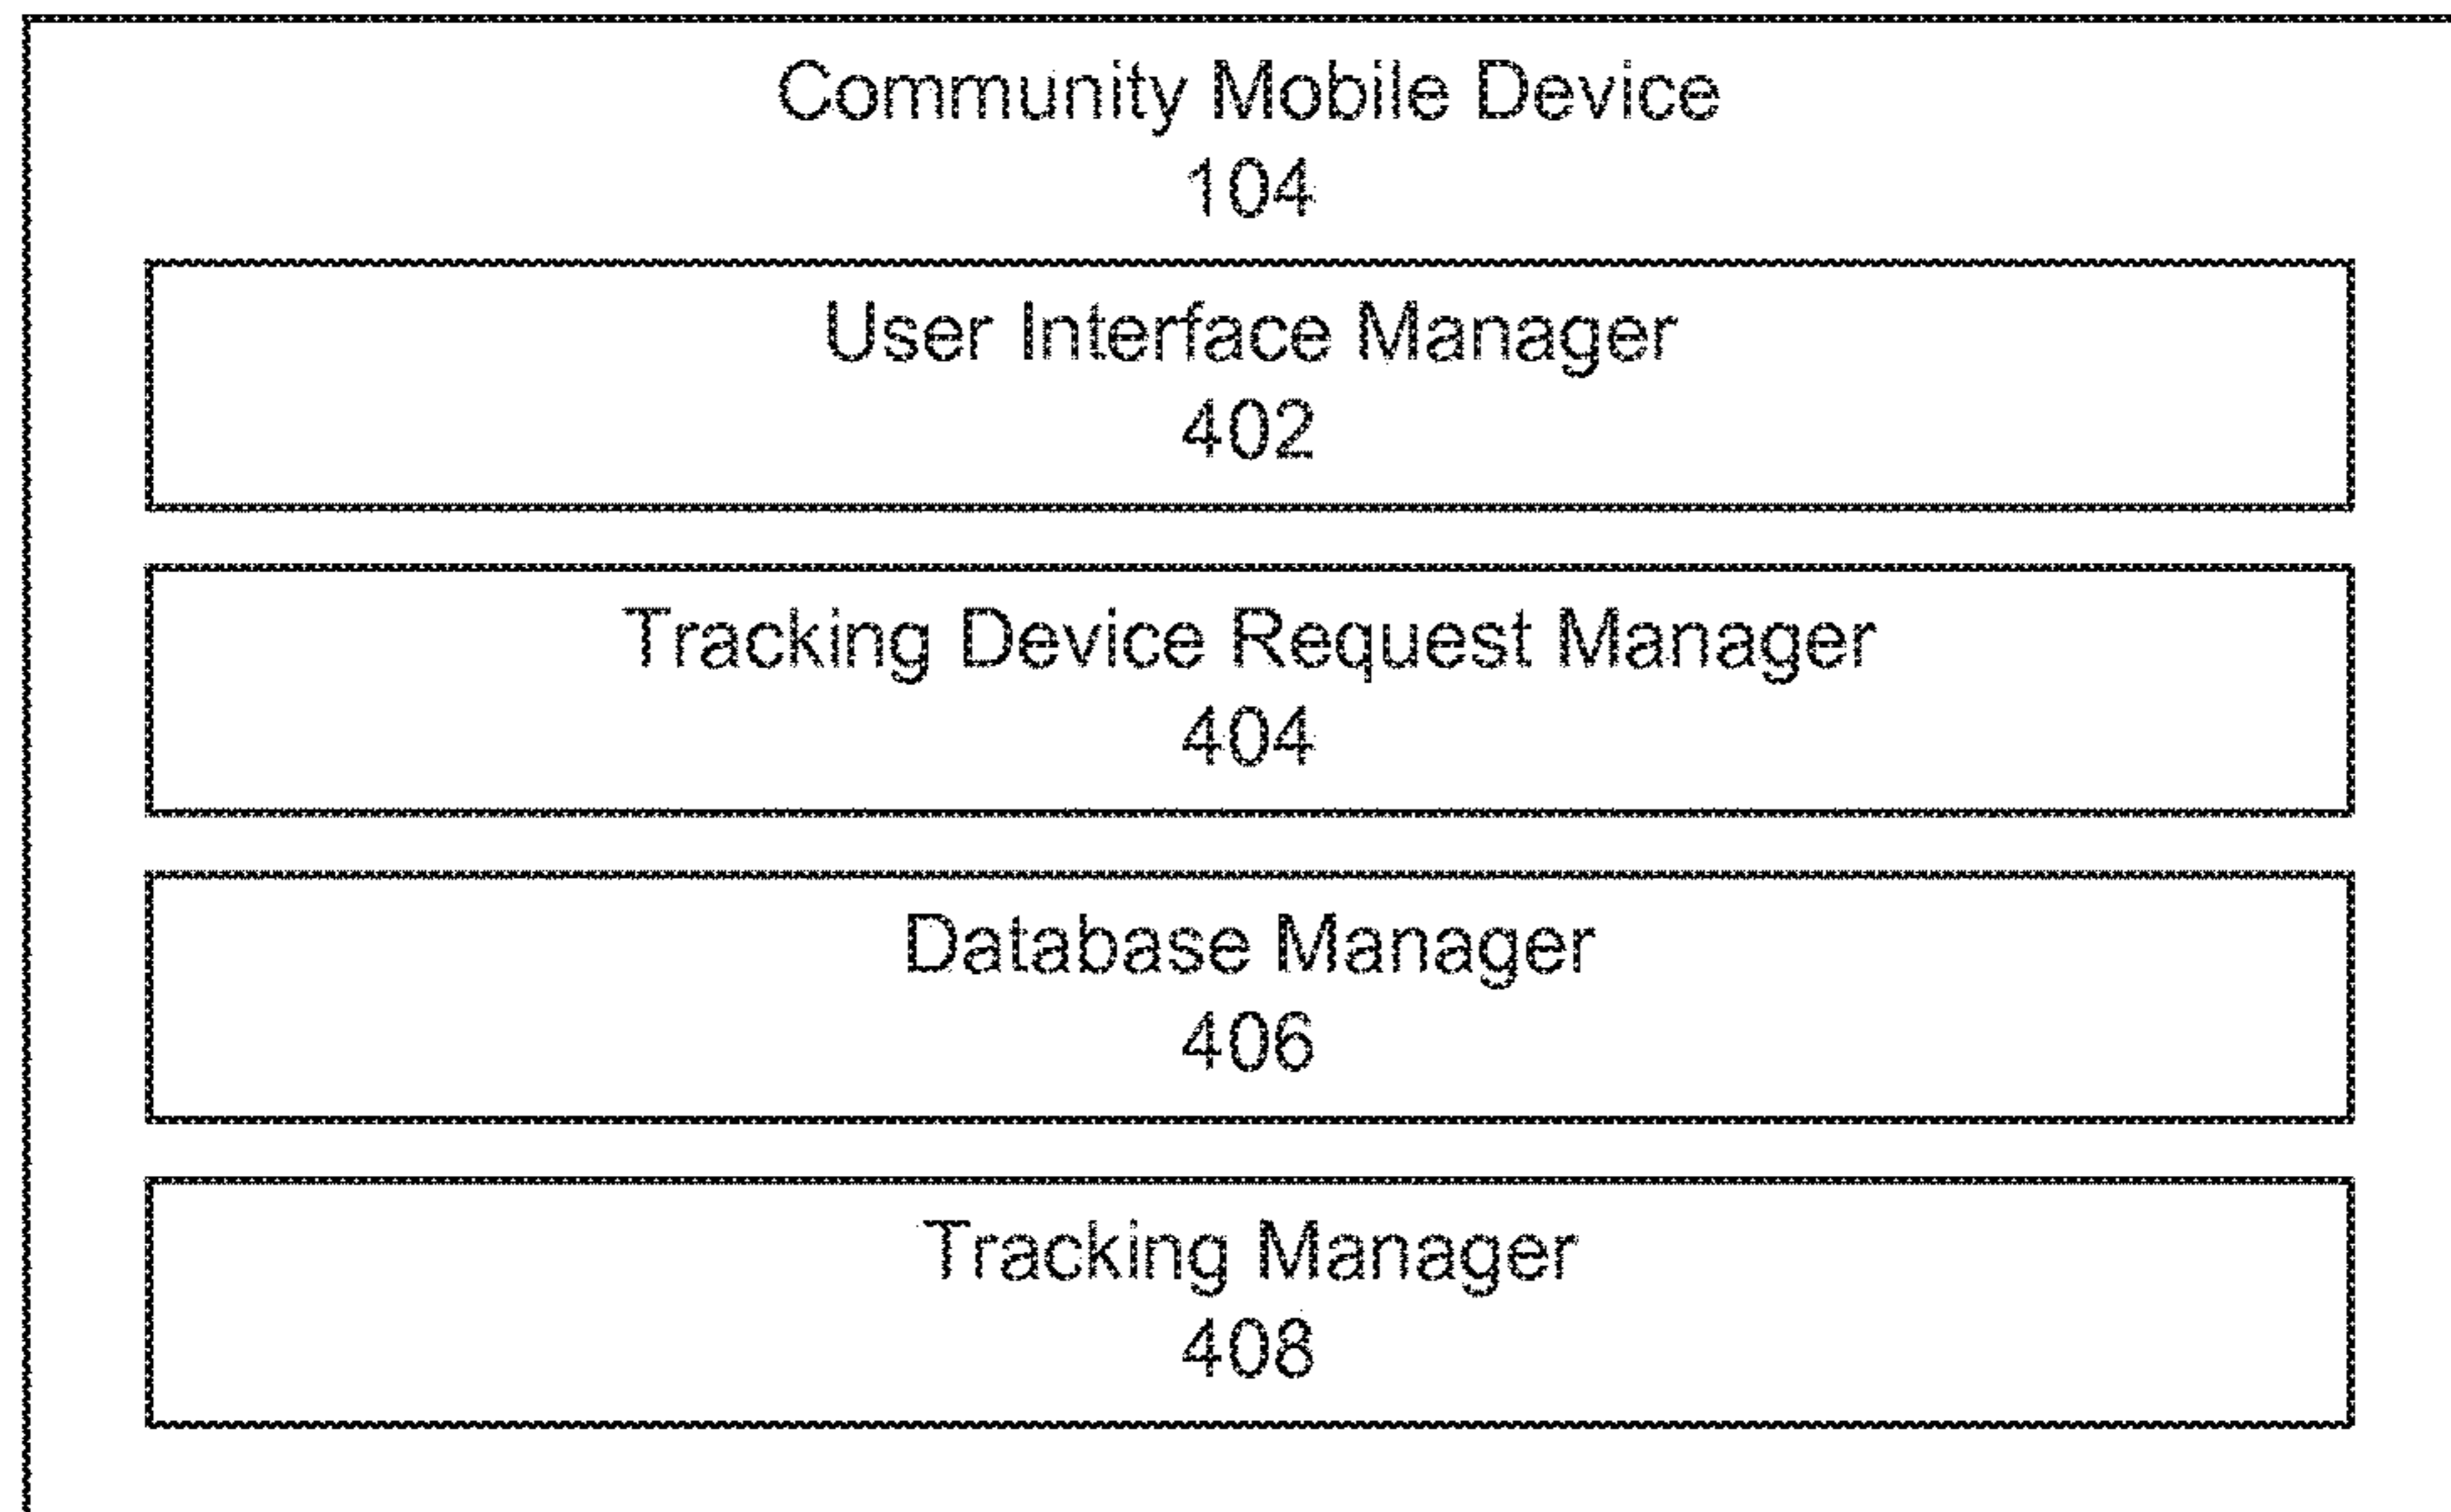 Community Mobile Device
104
User Interface Manager
402
Tracking Device Request Manager
404
Database Manager
406
Tracking Manager
408